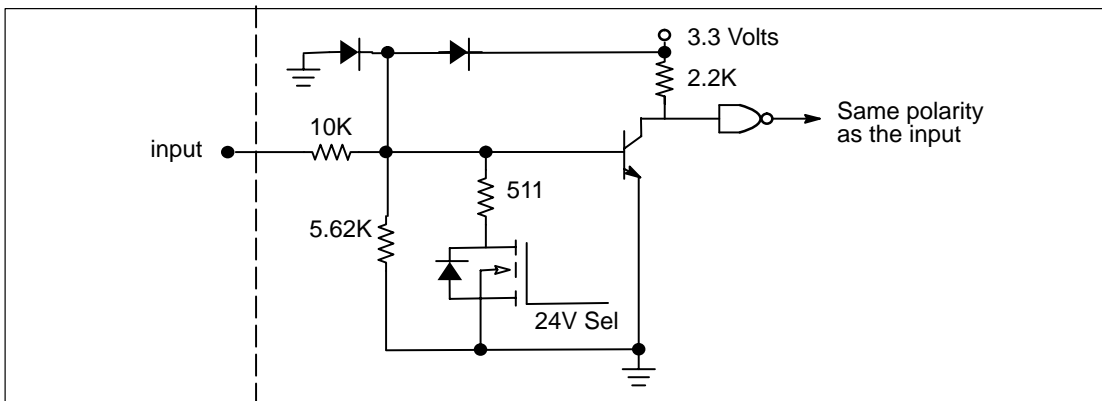 3.3 Volts
2.2K
Same polarity
as the input
10K
input
511
5.62K
24V Sel